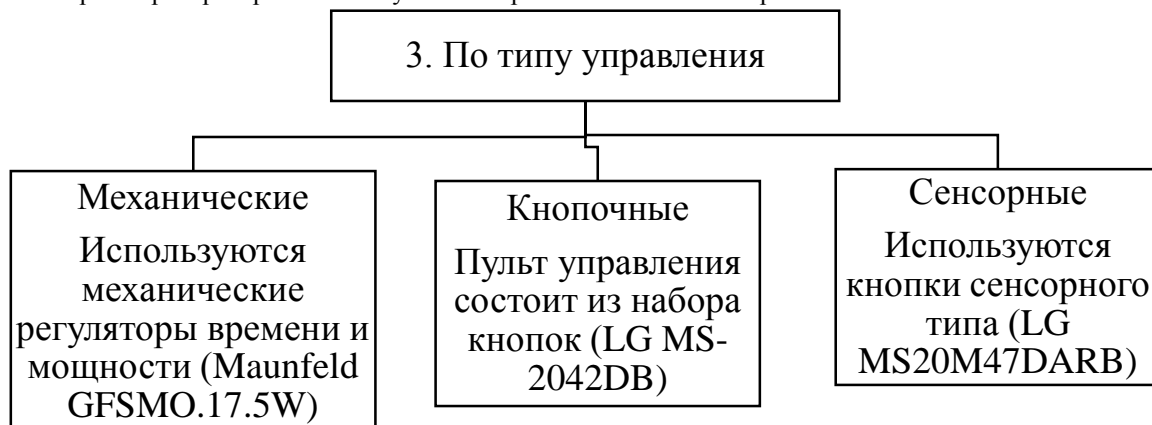 3. По типу управления
Механические
Используются
механические
регуляторы времени и
мощности (Maunfeld
GFSMO.17.5W)
Кнопочные
Пульт управления
состоит из набора
кнопок (LG MS-
2042DB)
Сенсорные
Используются
кнопки сенсорного
типа (LG
MS20M47DARB)